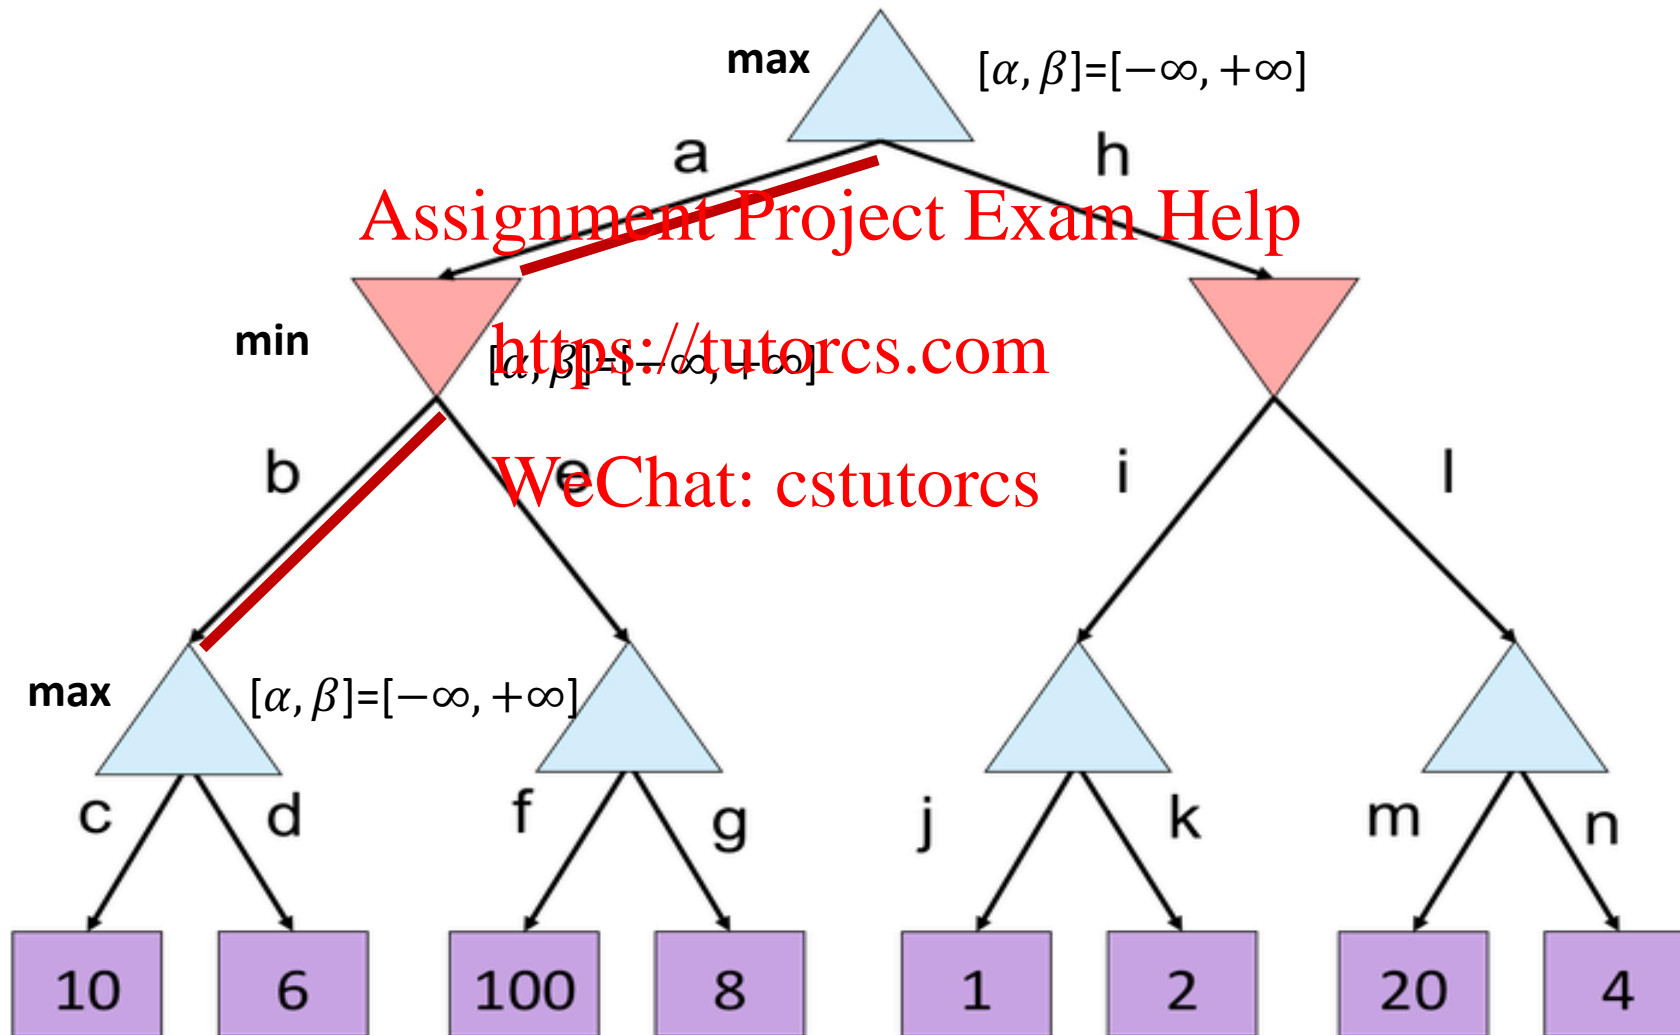 max [α, β]=[−∞, +∞]
a h
Assignment Project Exam Help
min
https://tutorcs.com
[α, β]=[−∞, +∞]
b e i l
WeChat: cstutorcs
max [α, β]=[−∞, +∞]
c d f g j k m n
10 6 100 8 1 2 20 4